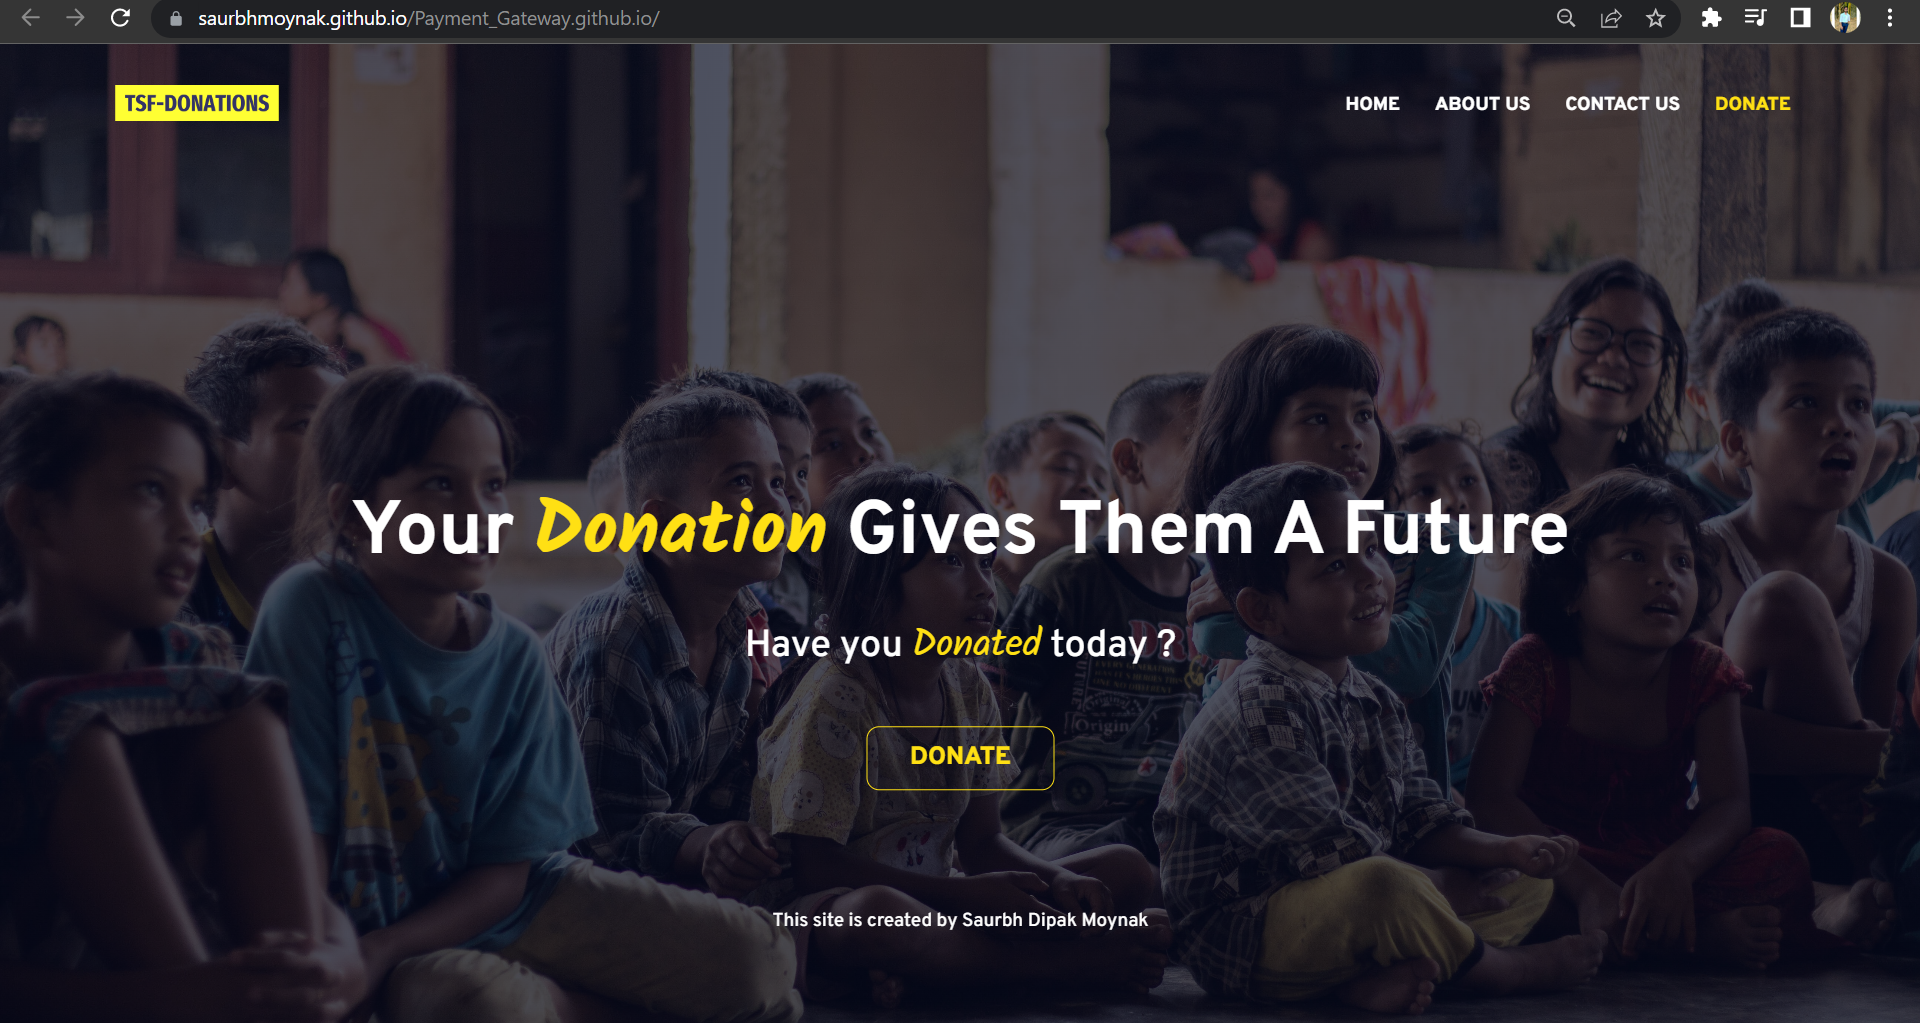 saurbhmoynak.github.io/Payment_Gateway.github.io/
TSF-DONATIONS
HOME ABOUT US CONTACT US DONATE
Your Donation Gives Them A Future
Have you Donated today ?
DONATE
Origin
This site is created by Saurbh Dipak Moynak